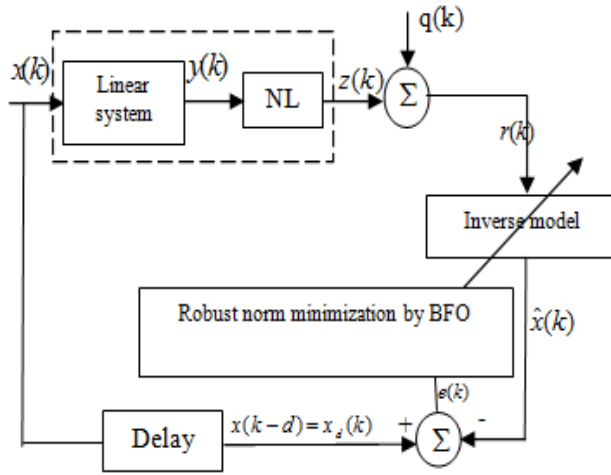 q(k)
x(k)
Linear
system
y(k)
NL
z(k)
Σ
r(k)
Inverse model
Robust norm minimization by BFO
x̂(k)
e(k)
Delay
x(k-d)=x_d(k)
+
Σ
-